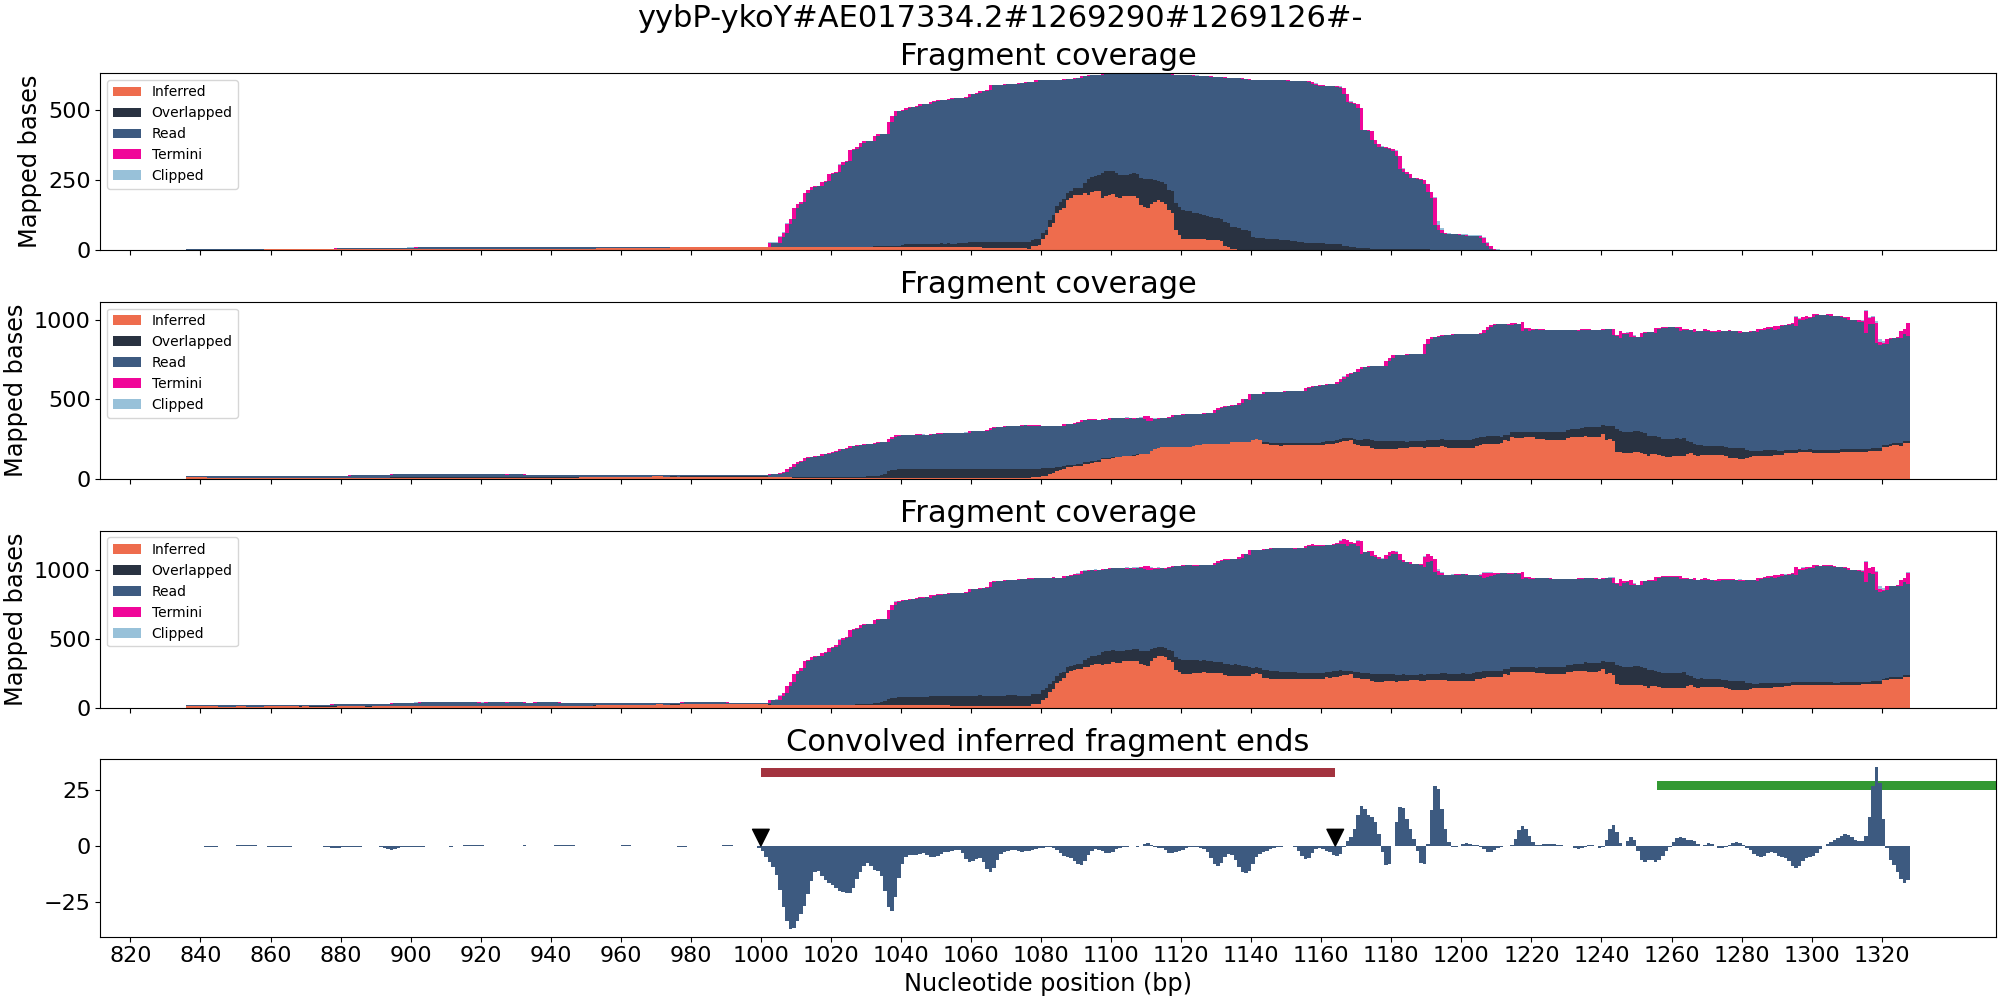 yybP-ykoY#AE017334.2#1269290#1269126#-
Fragment coverage
Mapped bases
500
250
0
Inferred
Overlapped
Read
Termini
Clipped
Fragment coverage
Mapped bases
1000
500
0
Inferred
Overlapped
Read
Termini
Clipped
Fragment coverage
Mapped bases
1000
500
0
Inferred
Overlapped
Read
Termini
Clipped
Convolved inferred fragment ends
25
0
−25
820 840 860 880 900 920 940 960 980 1000 1020 1040 1060 1080 1100 1120 1140 1160 1180 1200 1220 1240 1260 1280 1300 1320
Nucleotide position (bp)